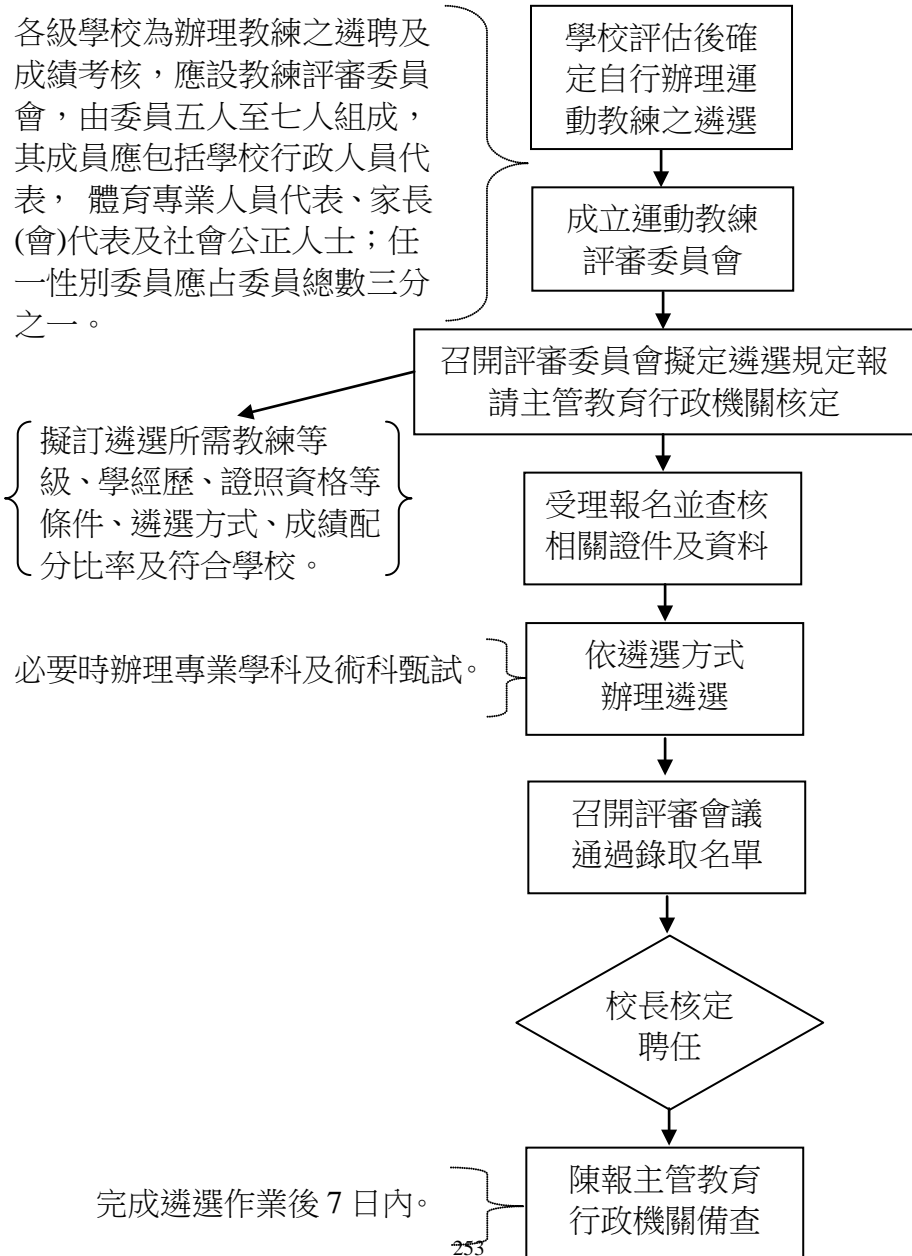 各級學校為辦理教練之遴聘及
成績考核，應設教練評審委員
會，由委員五人至七人組成，
其成員應包括學校行政人員代
表， 體育專業人員代表、家長
(會)代表及社會公正人士；任
一性別委員應占委員總數三分
之一。
學校評估後確
定自行辦理運
動教練之遴選
成立運動教練
評審委員會
召開評審委員會擬定遴選規定報
請主管教育行政機關核定
擬訂遴選所需教練等
級、學經歷、證照資格等
條件、遴選方式、成績配
分比率及符合學校。
受理報名並查核
相關證件及資料
必要時辦理專業學科及術科甄試。
依遴選方式
辦理遴選
召開評審會議
通過錄取名單
校長核定
聘任
完成遴選作業後 7 日內。
陳報主管教育
行政機關備查
253